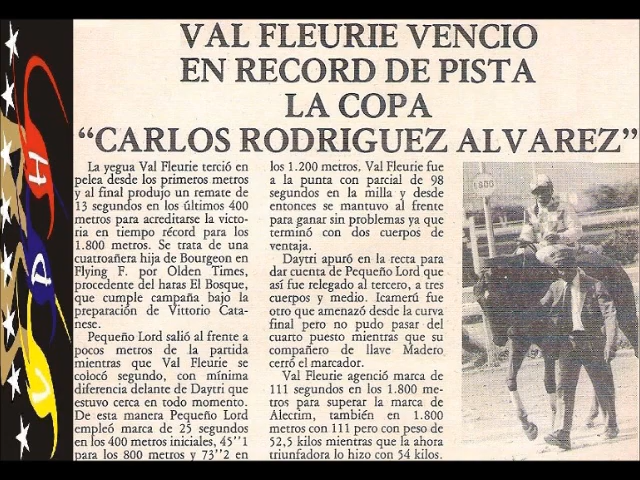 VAL FLEURIE VENCIO
EN RECORD DE PISTA
LA COPA
“CARLOS RODRIGUEZ ALVAREZ”
La yegua Val Fleurie terció en
pelea desde los primeros metros
y al final produjo un remate de
13 segundos en los últimos 400
metros para acreditarse la victo-
ria en tiempo récord para los
1.800 metros. Se trata de una
cuatroañera hija de Bourgeon en
Flying F. por Olden Times,
procedente del haras El Bosque,
que cumple campaña bajo la
preparación de Vittorio Cata-
nese.
Pequeño Lord salió al frente a
pocos metros de la partida
mientras que Val Fleurie se
colocó segundo, con mínima
diferencia delante de Daytri que
estuvo cerca en todo momento.
De esta manera Pequeño Lord
empleó marca de 25 segundos
en los 400 metros iniciales, 45’’1
para los 800 metros y 73’’2 en
los 1.200 metros. Val Fleurie fue
a la punta con parcial de 98
segundos en la milla y desde
entonces se mantuvo al frente
para ganar sin problemas ya que
terminó con dos cuerpos de
ventaja.
Daytri apuró en la recta para
dar cuenta de Pequeño Lord que
así fue relegado al tercero, a tres
cuerpos y medio. Icamerú fue
otro que amenazó desde la curva
final pero no pudo pasar del
cuarto puesto mientras que su
compañero de llave Madero
cerró el marcador.
Val Fleurie agenció marca de
111 segundos en los 1.800 me-
tros para superar la marca de
Alectrim, también en 1.800
metros con 111 pero con peso de
52,5 kilos mientras que la ahora
triunfadora lo hizo con 54 kilos.
1800
H
P
V